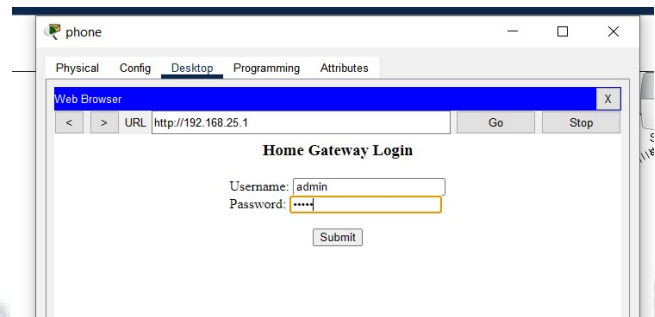 phone
Physical Config Desktop Programming Attributes
Web Browser X
< > URL http://192.168.25.1 Go Stop
Home Gateway Login
Username: admin
Password: •••••
Submit